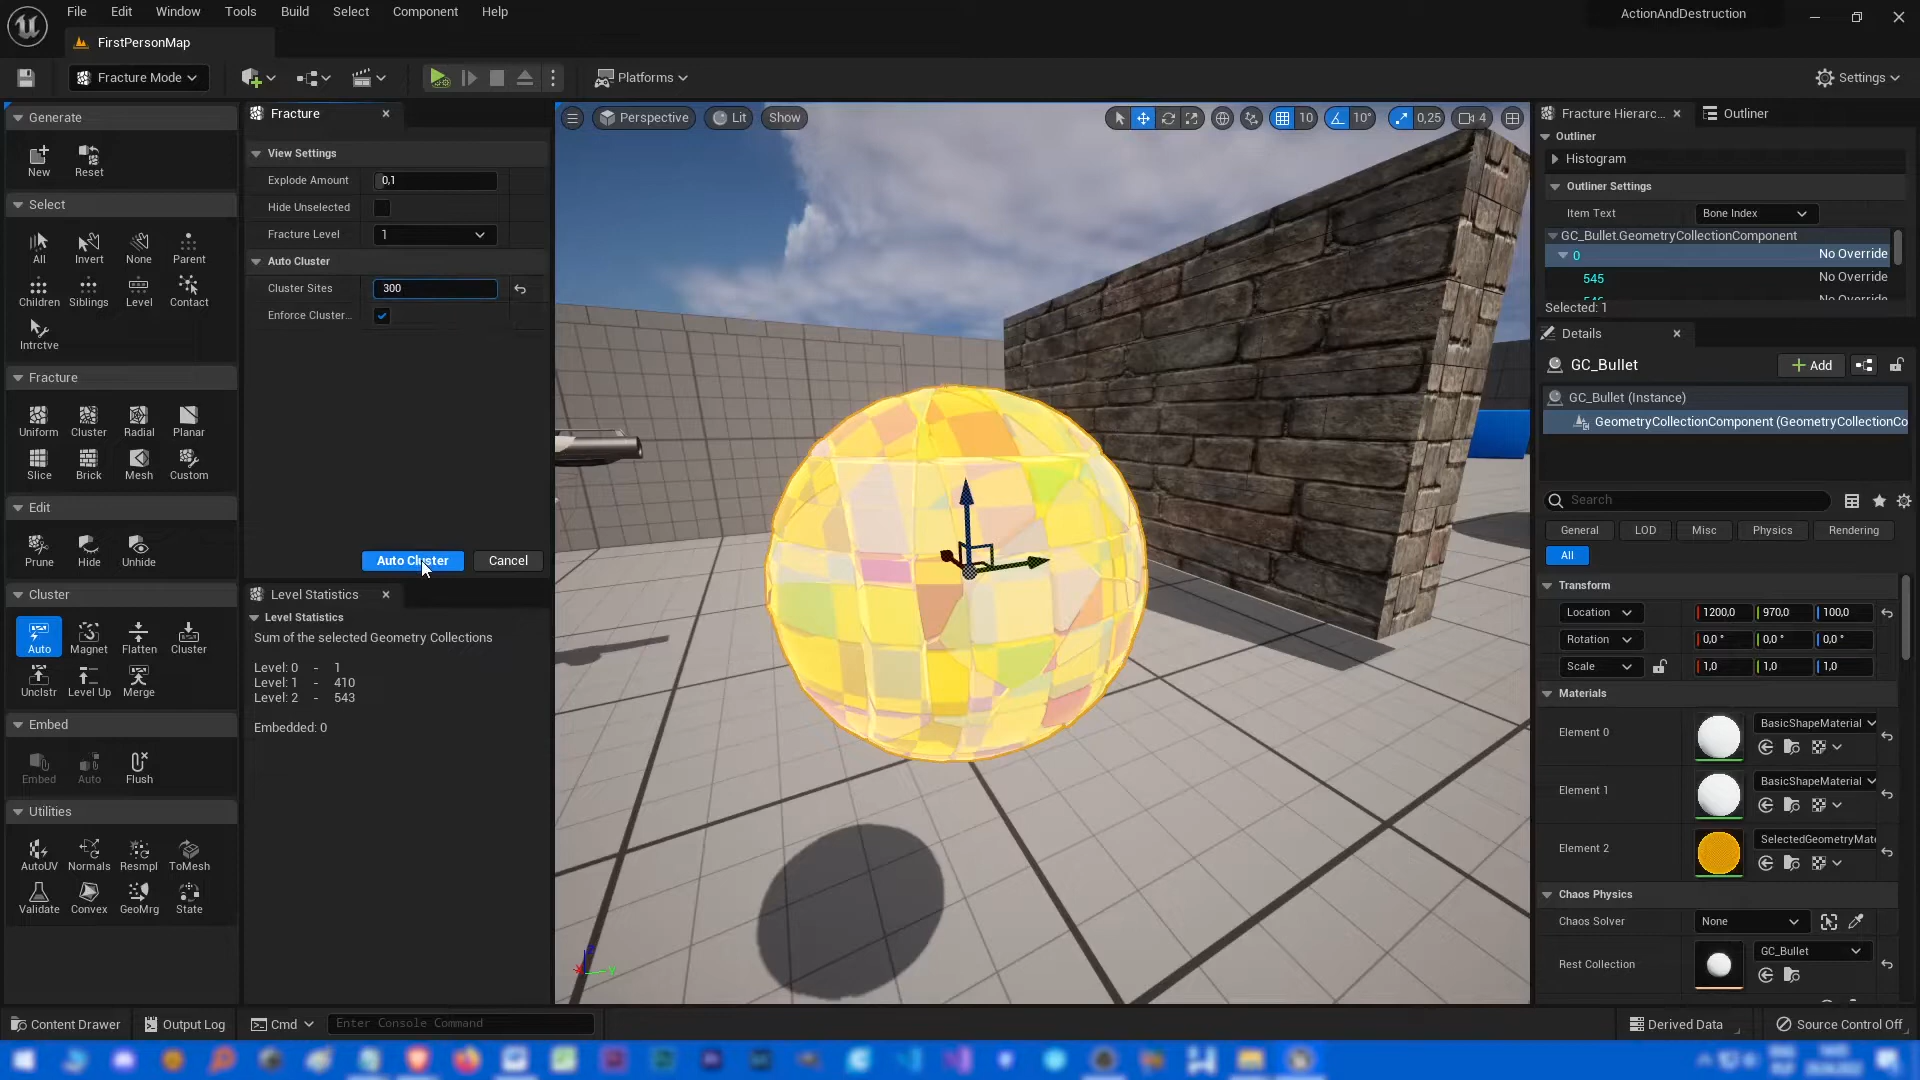 File Edit Window Tools Build Select Component Help
ActionAndDestruction
FirstPersonMap
Fracture Mode
Platforms
Settings
Generate
New Reset
Select
All Invert None Parent
Children Siblings Level Contact
Intrctve
Fracture
Uniform Cluster Radial Planar
Slice Brick Mesh Custom
Edit
Prune Hide Unhide
Cluster
Auto Magnet Flatten Cluster
Unclstr Level Up Merge
Embed
Embed Auto Flush
Utilities
AutoUV Normals Resmpl ToMesh
Validate Convex GeoMrg State
Fracture
View Settings
Explode Amount 0,1
Hide Unselected
Fracture Level 1
Auto Cluster
Cluster Sites 300
Enforce Cluster...
Auto Cluster Cancel
Level Statistics
Level Statistics
Sum of the selected Geometry Collections
Level: 0 - 1
Level: 1 - 410
Level: 2 - 543
Embedded: 0
Perspective Lit Show
10 10° 0,25 4
Fracture Hierarc... Outliner
Outliner
Histogram
Outliner Settings
Item Text Bone Index
GC_Bullet.GeometryCollectionComponent
0 No Override
545 No Override
Selected: 1
Details
GC_Bullet
Add
GC_Bullet (Instance)
GeometryCollectionComponent (GeometryCollectionCo
Search
General LOD Misc Physics Rendering
All
Transform
Location 1200,0 970,0 100,0
Rotation 0,0 ° 0,0 ° 0,0 °
Scale 1,0 1,0 1,0
Materials
Element 0 BasicShapeMaterial
Element 1 BasicShapeMaterial
Element 2 SelectedGeometryMate
Chaos Physics
Chaos Solver None
Rest Collection GC_Bullet
Content Drawer Output Log Cmd Enter Console Command
Derived Data Source Control Off